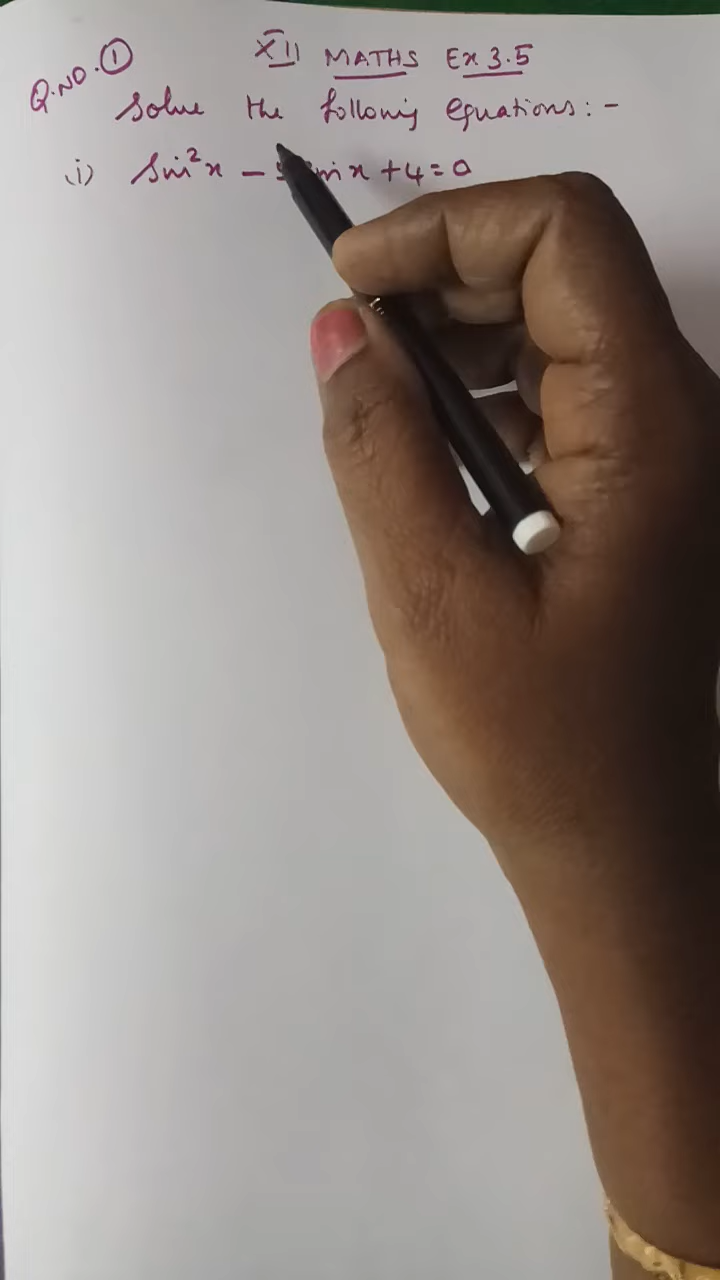 Q.NO.① XII MATHS Ex 3.5
Solve the following equations:-
(i) sin²x - sin x + 4 = 0